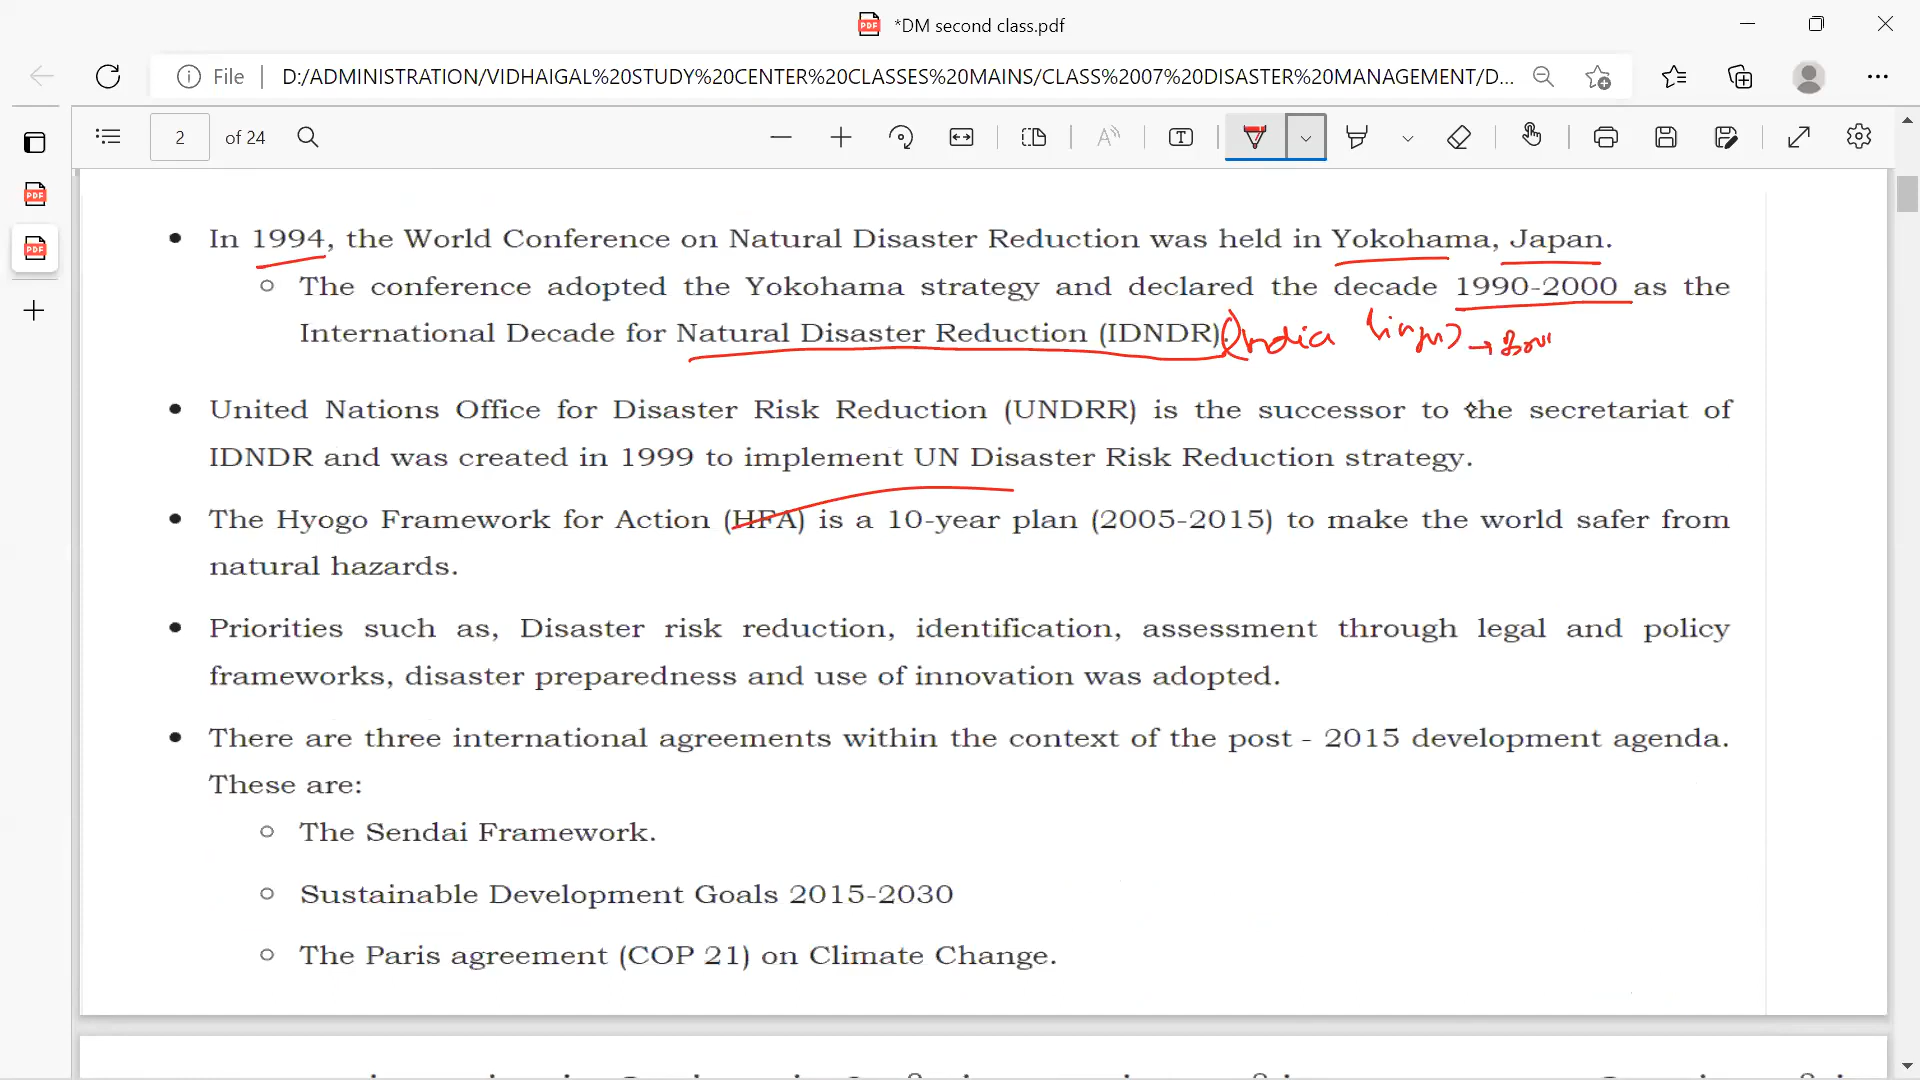 *DM second class.pdf
File D:/ADMINISTRATION/VIDHAIGAL%20STUDY%20CENTER%20CLASSES%20MAINS/CLASS%2007%20DISASTER%20MANAGEMENT/D...
2 of 24
• In 1994, the World Conference on Natural Disaster Reduction was held in Yokohama, Japan.
○ The conference adopted the Yokohama strategy and declared the decade 1990-2000 as the
International Decade for Natural Disaster Reduction (IDNDR). (India
• United Nations Office for Disaster Risk Reduction (UNDRR) is the successor to the secretariat of
IDNDR and was created in 1999 to implement UN Disaster Risk Reduction strategy.
• The Hyogo Framework for Action (HFA) is a 10-year plan (2005-2015) to make the world safer from
natural hazards.
• Priorities such as, Disaster risk reduction, identification, assessment through legal and policy
frameworks, disaster preparedness and use of innovation was adopted.
• There are three international agreements within the context of the post - 2015 development agenda.
These are:
○ The Sendai Framework.
○ Sustainable Development Goals 2015-2030
○ The Paris agreement (COP 21) on Climate Change.